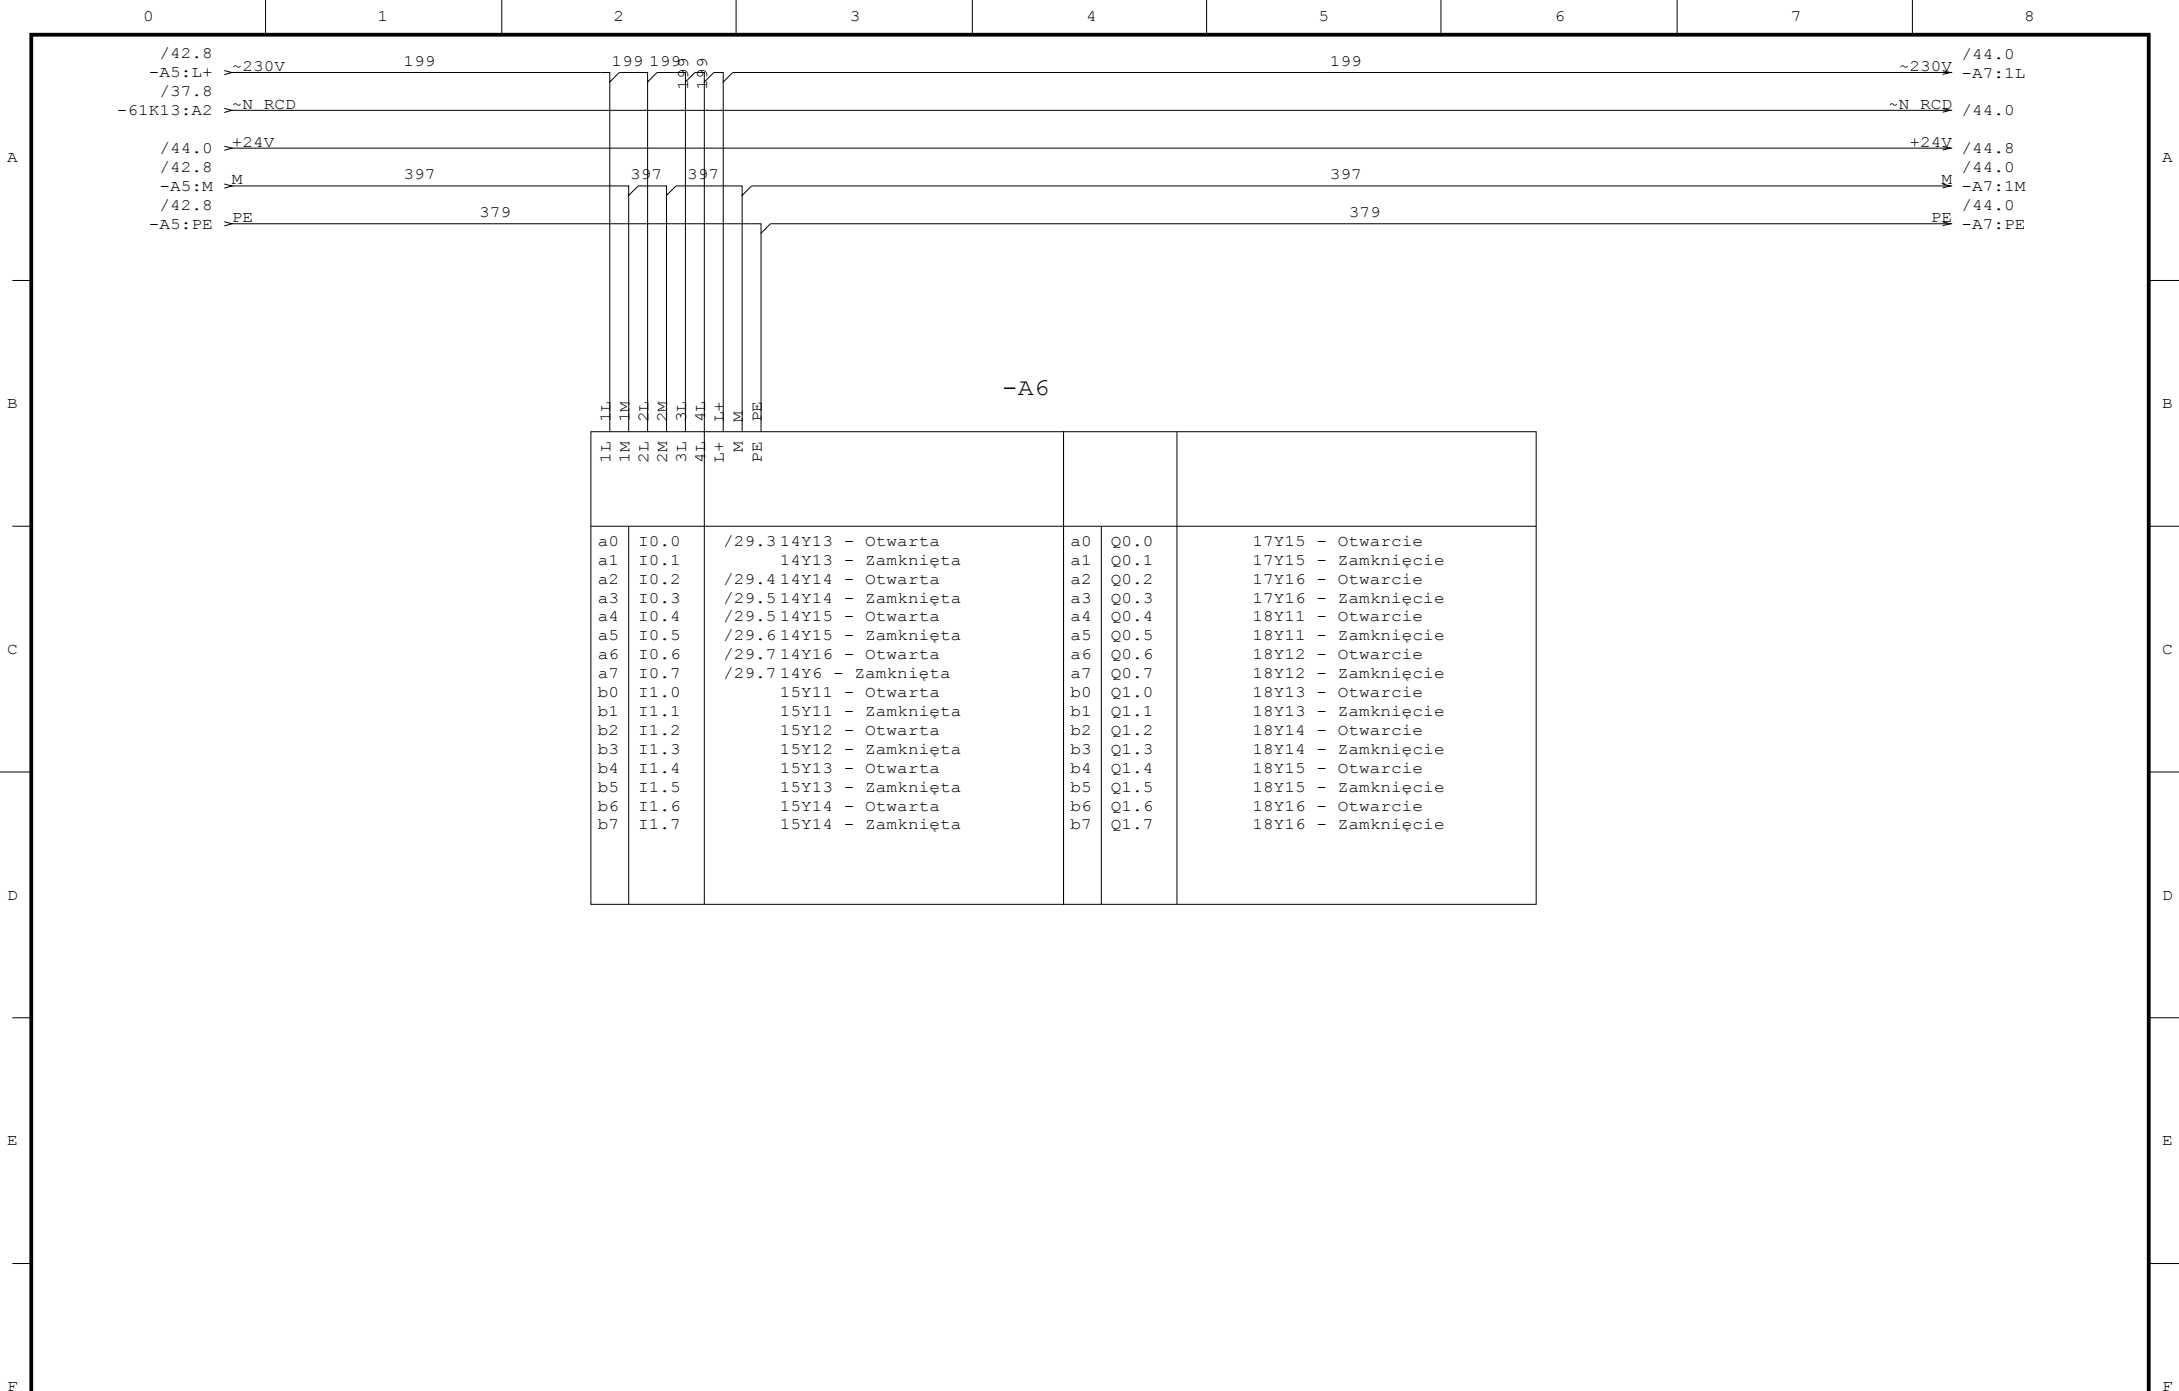 0 1 2 3 4 5 6 7 8
/42.8 /44.0
-A5:L+ ~230V 199 199 199 199 199 199 ~230V -A7:1L
/37.8
-61K13:A2 ~N RCD ~N RCD /44.0
/44.0 +24V +24V /44.8
A A
/42.8 /44.0
-A5:M M 397 397 397 397 M -A7:1M
/42.8 /44.0
-A5:PE PE 379 379 PE -A7:PE
-A6
B B
1L 1M 2L 2M 3L 4L L+ M PE
1L 1M 2L 2M 3L 4L L+ M PE
a0 I0.0 /29.3 14Y13 - Otwarta a0 Q0.0 17Y15 - Otwarcie
a1 I0.1 14Y13 - Zamknięta a1 Q0.1 17Y15 - Zamknięcie
a2 I0.2 /29.4 14Y14 - Otwarta a2 Q0.2 17Y16 - Otwarcie
a3 I0.3 /29.5 14Y14 - Zamknięta a3 Q0.3 17Y16 - Zamknięcie
a4 I0.4 /29.5 14Y15 - Otwarta a4 Q0.4 18Y11 - Otwarcie
a5 I0.5 /29.6 14Y15 - Zamknięta a5 Q0.5 18Y11 - Zamknięcie
C C
a6 I0.6 /29.7 14Y16 - Otwarta a6 Q0.6 18Y12 - Otwarcie
a7 I0.7 /29.7 14Y6 - Zamknięta a7 Q0.7 18Y12 - Zamknięcie
b0 I1.0 15Y11 - Otwarta b0 Q1.0 18Y13 - Otwarcie
b1 I1.1 15Y11 - Zamknięta b1 Q1.1 18Y13 - Zamknięcie
b2 I1.2 15Y12 - Otwarta b2 Q1.2 18Y14 - Otwarcie
b3 I1.3 15Y12 - Zamknięta b3 Q1.3 18Y14 - Zamknięcie
b4 I1.4 15Y13 - Otwarta b4 Q1.4 18Y15 - Otwarcie
b5 I1.5 15Y13 - Zamknięta b5 Q1.5 18Y15 - Zamknięcie
b6 I1.6 15Y14 - Otwarta b6 Q1.6 18Y16 - Otwarcie
b7 I1.7 15Y14 - Zamknięta b7 Q1.7 18Y16 - Zamknięcie
D D
E E
F F